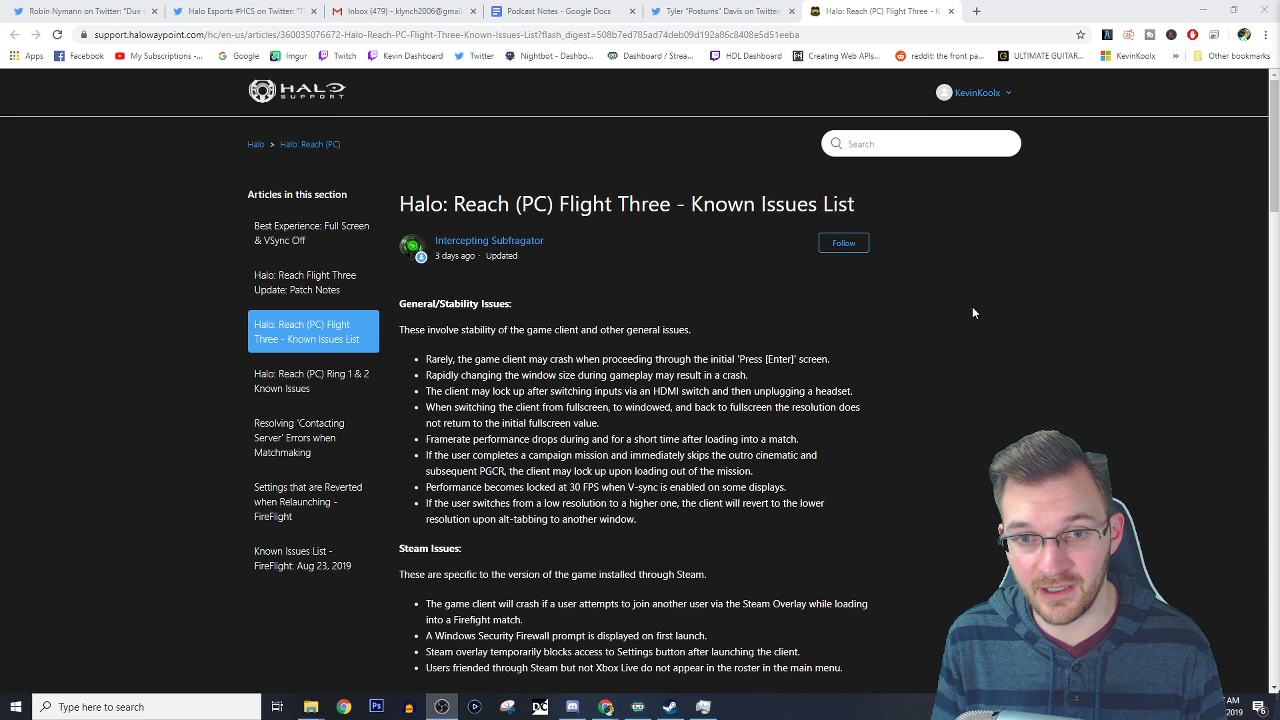 Robin Nymann on Twitter: "Due t
Halo Esports #HCS on Twitter: "T
Inbox (479) - klynch2006@gmail.
Podcast Notes - Google Docs
Tyler "Postums" Davis on Twitter:
Halo: Reach (PC) Flight Three - K
support.halowaypoint.com/hc/en-us/articles/360035076672-Halo-Reach-PC-Flight-Three-Known-Issues-List?flash_digest=508b7ed785ad74deb09d192a86c8408e5d51eeba
Apps
Facebook
My Subscriptions -...
Google
Imgur
Twitch
Kevin Dashboard
Twitter
Nightbot - Dashbo...
Dashboard / Strea...
HDL Dashboard
Creating Web APIs...
reddit: the front pa...
ULTIMATE GUITAR...
KevinKoolx
»
Other bookmarks
HALO
SUPPORT
KevinKoolx
Halo > Halo: Reach (PC)
Search
Articles in this section
Best Experience: Full Screen
& VSync Off
Halo: Reach Flight Three
Update: Patch Notes
Halo: Reach (PC) Flight
Three - Known Issues List
Halo: Reach (PC) Ring 1 & 2
Known Issues
Resolving 'Contacting
Server' Errors when
Matchmaking
Settings that are Reverted
when Relaunching -
FireFlight
Known Issues List -
FireFlight: Aug 23, 2019
Halo: Reach (PC) Flight Three - Known Issues List
Intercepting Subfragator
3 days ago · Updated
Follow
General/Stability Issues:
These involve stability of the game client and other general issues.
• Rarely, the game client may crash when proceeding through the initial 'Press [Enter]' screen.
• Rapidly changing the window size during gameplay may result in a crash.
• The client may lock up after switching inputs via an HDMI switch and then unplugging a headset.
• When switching the client from fullscreen, to windowed, and back to fullscreen the resolution does
not return to the initial fullscreen value.
• Framerate performance drops during and for a short time after loading into a match.
• If the user completes a campaign mission and immediately skips the outro cinematic and
subsequent PGCR, the client may lock up upon loading out of the mission.
• Performance becomes locked at 30 FPS when V-sync is enabled on some displays.
• If the user switches from a low resolution to a higher one, the client will revert to the lower
resolution upon alt-tabbing to another window.
Steam Issues:
These are specific to the version of the game installed through Steam.
• The game client will crash if a user attempts to join another user via the Steam Overlay while loading
into a Firefight match.
• A Windows Security Firewall prompt is displayed on first launch.
• Steam overlay temporarily blocks access to Settings button after launching the client.
• Users friended through Steam but not Xbox Live do not appear in the roster in the main menu.
Type here to search
AM
2019